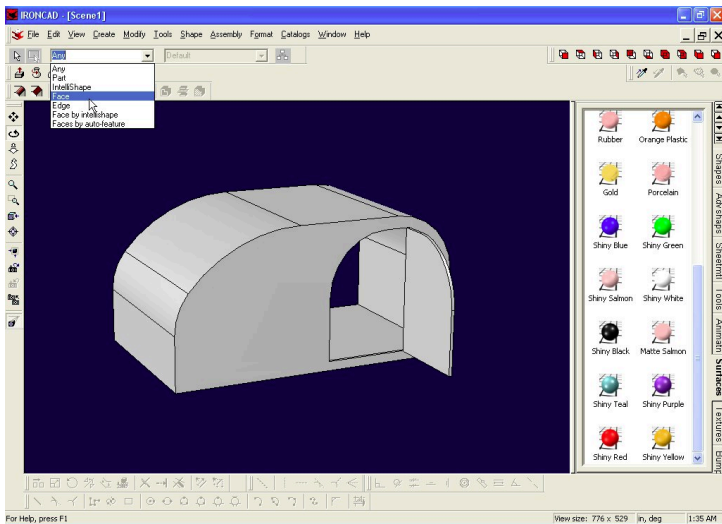 IRONCAD - [Scene1]
File Edit View Create Modify Tools Shape Assembly Format Catalogs Window Help
Any Default
Any
Part
IntelliShape
Face
Edge
Face by intellishape
Faces by auto-feature
Rubber Orange Plastic
Gold Porcelain
Shiny Blue Shiny Green
Shiny Salmon Shiny White
Shiny Black Matte Salmon
Shiny Teal Shiny Purple
Shiny Red Shiny Yellow
Shapes
Adv shaps
Sheetmtl
Tools
Animatn
Surfaces
Textures
Bump
For Help, press F1 View size: 776 x 529 in, deg 1:35 AM